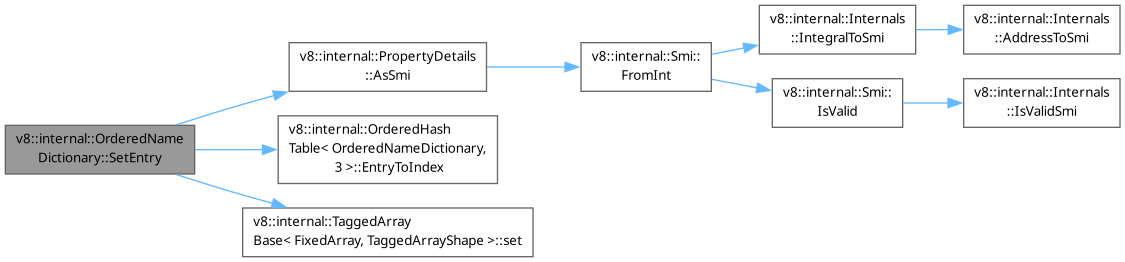 v8::internal::OrderedName
Dictionary::SetEntry
v8::internal::PropertyDetails
::AsSmi
v8::internal::Smi::
FromInt
v8::internal::Internals
::IntegralToSmi
v8::internal::Internals
::AddressToSmi
v8::internal::Smi::
IsValid
v8::internal::Internals
::IsValidSmi
v8::internal::OrderedHash
Table< OrderedNameDictionary,
3 >::EntryToIndex
v8::internal::TaggedArray
Base< FixedArray, TaggedArrayShape >::set